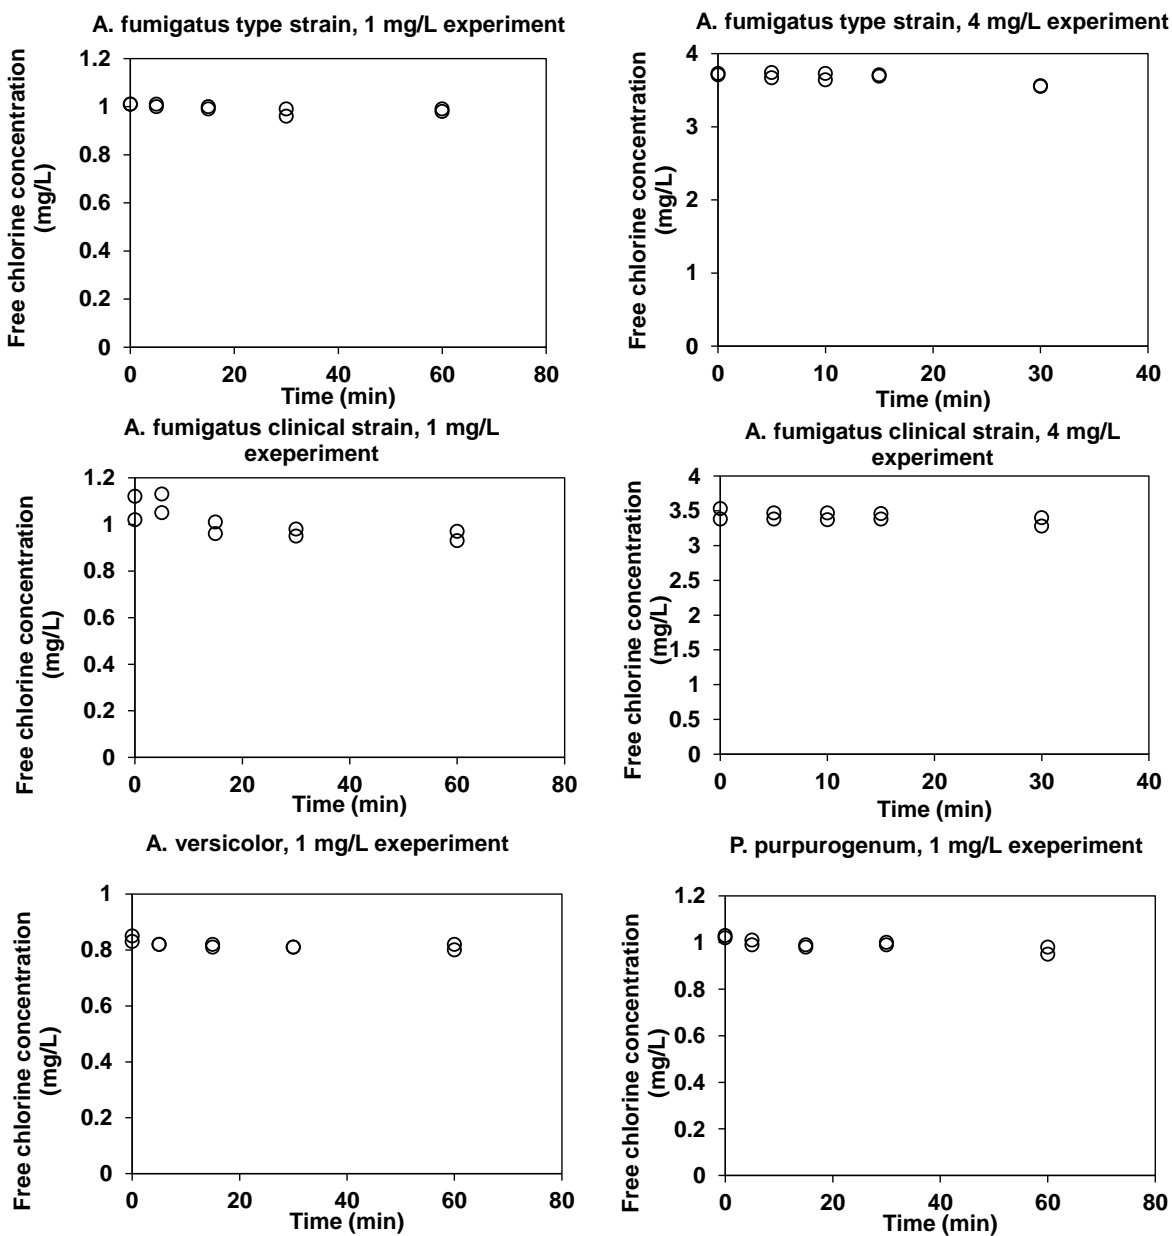 A. fumigatus type strain, 1 mg/L experiment
Free chlorine concentration
(mg/L)
1.2
1
0.8
0.6
0.4
0.2
0
0 20 40 60 80
Time (min)
A. fumigatus type strain, 4 mg/L experiment
Free chlorine concentration
(mg/L)
4
3
2
1
0
0 10 20 30 40
Time (min)
A. fumigatus clinical strain, 1 mg/L
exeperiment
Free chlorine concentration
(mg/L)
1.2
1
0.8
0.6
0.4
0.2
0
0 20 40 60 80
Time (min)
A. fumigatus clinical strain, 4 mg/L
experiment
Free chlorine concentration
(mg/L)
4
3.5
3
2.5
2
1.5
1
0.5
0
0 10 20 30 40
Time (min)
A. versicolor, 1 mg/L exeperiment
Free chlorine concentration
(mg/L)
1
0.8
0.6
0.4
0.2
0
0 20 40 60 80
Time (min)
P. purpurogenum, 1 mg/L exeperiment
Free chlorine concentration
(mg/L)
1.2
1
0.8
0.6
0.4
0.2
0
0 20 40 60 80
Time (min)